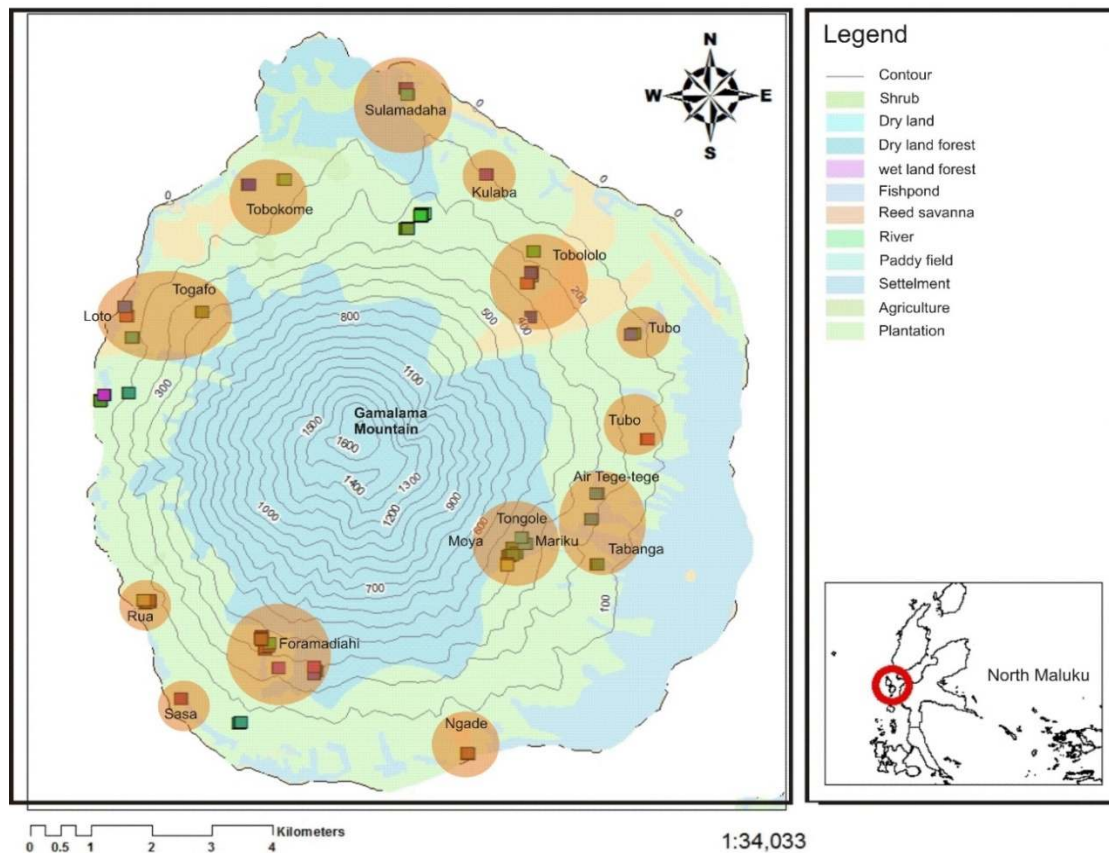 N
W
E
S
Sulamadaha
0
Kulaba
0
Tobokome
0
0
Tobololo
Togafo
200
Loto
500
400
800
Tubo
1100
300
Gamalama
Mountain
1500
Tubo
1600
1400
1300
Air Tege-tege
900
1000
1200
Tongole
600
Moya
Mariku
Tabanga
700
100
Rua
Foramadiahi
Sasa
Ngade
Kilometers
0 0.5 1 2 3 4
1:34,033
Legend
Contour
Shrub
Dry land
Dry land forest
wet land forest
Fishpond
Reed savanna
River
Paddy field
Settelment
Agriculture
Plantation
North Maluku